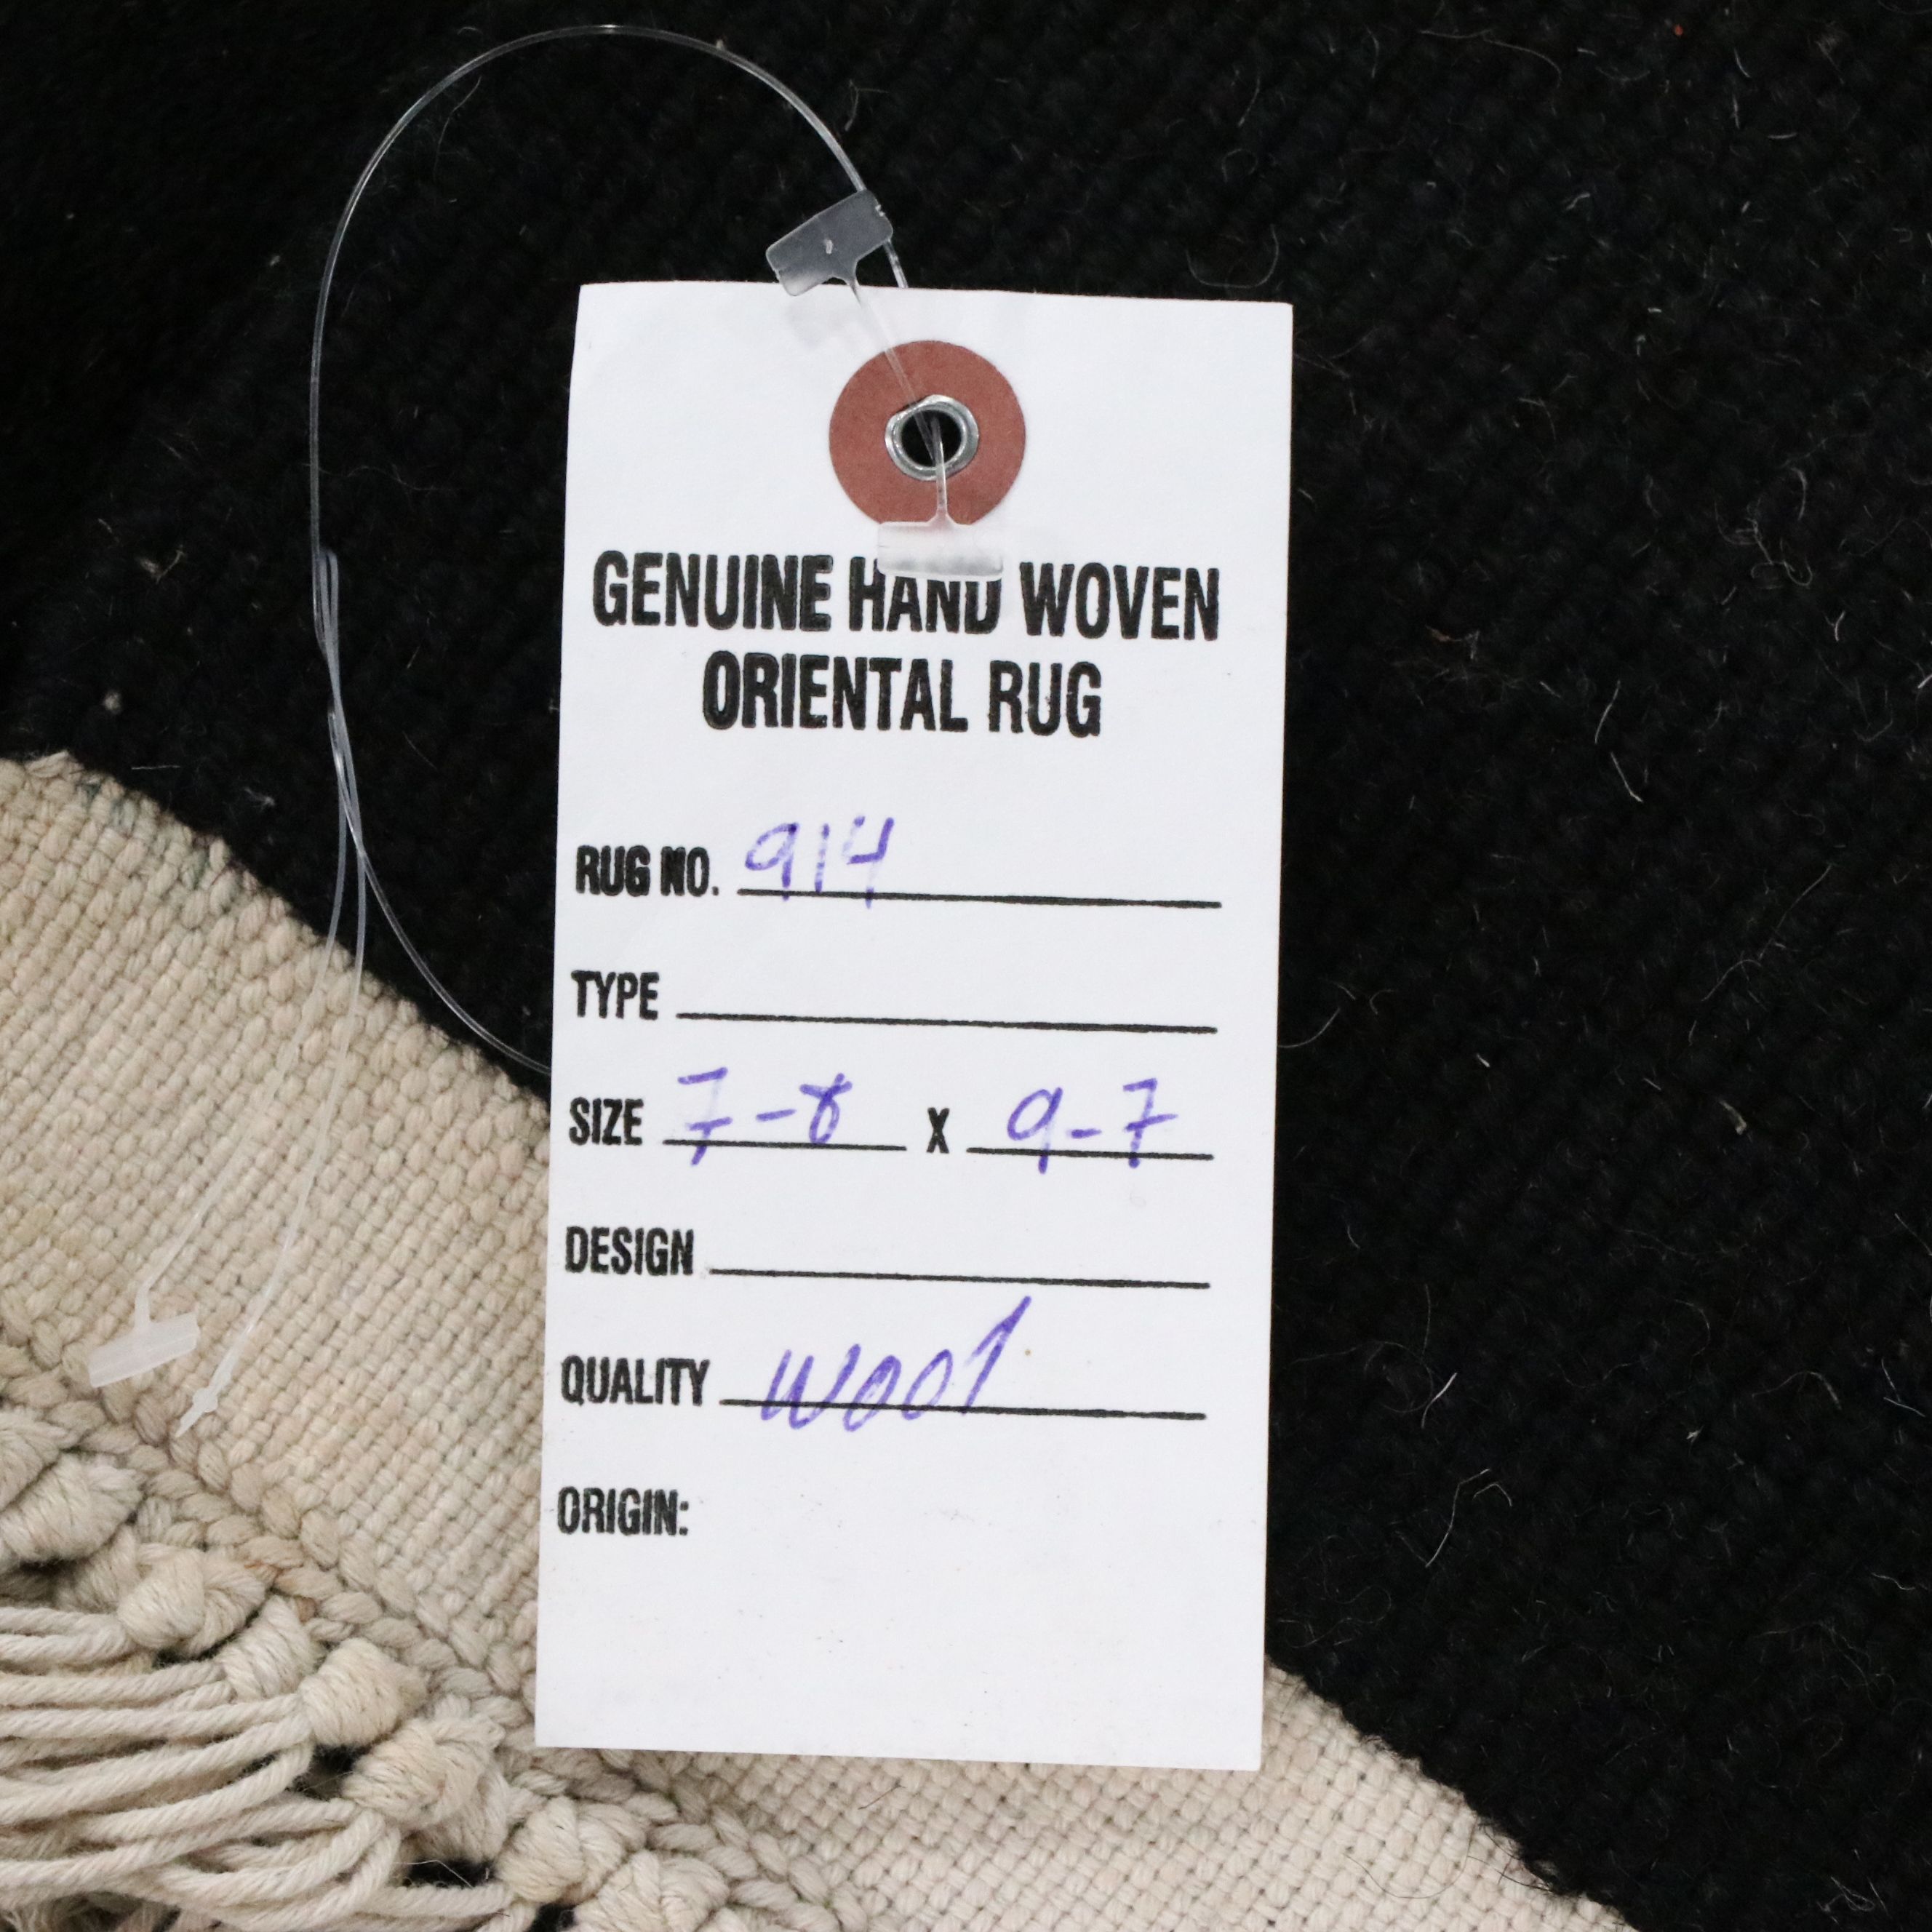 GENUINE HAND WOVEN
ORIENTAL RUG
RUG NO. 914
TYPE
SIZE 7-8 X 9-7
DESIGN
QUALITY wool
ORIGIN: